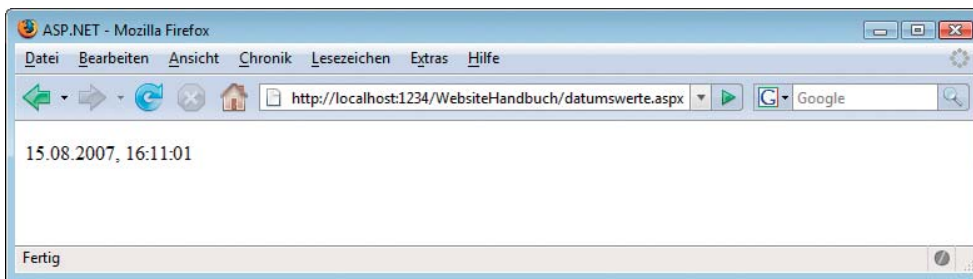 ASP.NET - Mozilla Firefox
Datei Bearbeiten Ansicht Chronik Lesezeichen Extras Hilfe
http://localhost:1234/WebsiteHandbuch/datumswerte.aspx G Google
15.08.2007, 16:11:01
Fertig